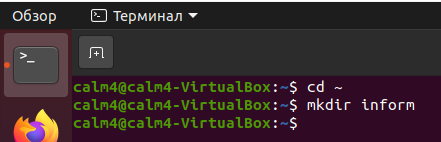 Обзор Терминал
>_
calm4@calm4-VirtualBox:~$ cd ~
calm4@calm4-VirtualBox:~$ mkdir inform
calm4@calm4-VirtualBox:~$